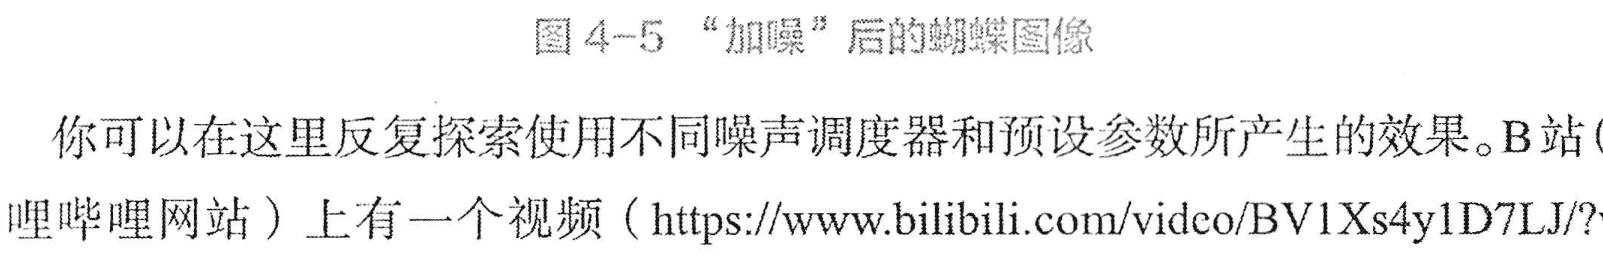 图 4-5 “加噪”后的蝴蝶图像
你可以在这里反复探索使用不同噪声调度器和预设参数所产生的效果。B 站(
哩哔哩网站）上有一个视频（https://www.bilibili.com/video/BV1Xs4y1D7LJ/?